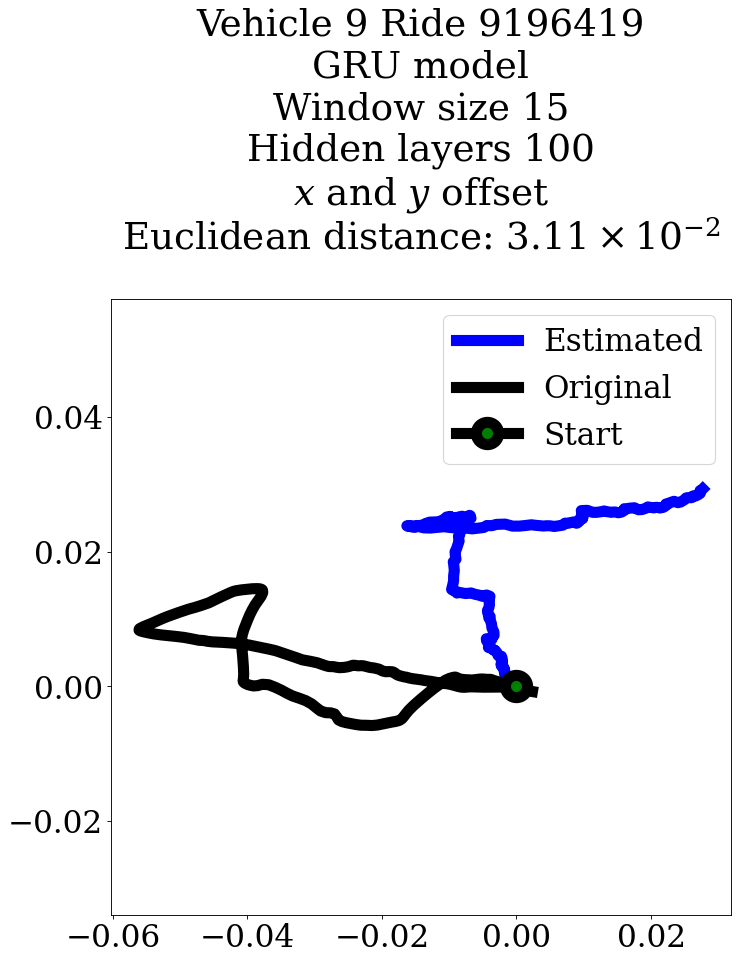 Vehicle 9 Ride 9196419
GRU model
Window size 15
Hidden layers 100
x and y offset
Euclidean distance: 3.11 × 10⁻²
Estimated
Original
Start
0.04
0.02
0.00
−0.02
−0.06 −0.04 −0.02 0.00 0.02